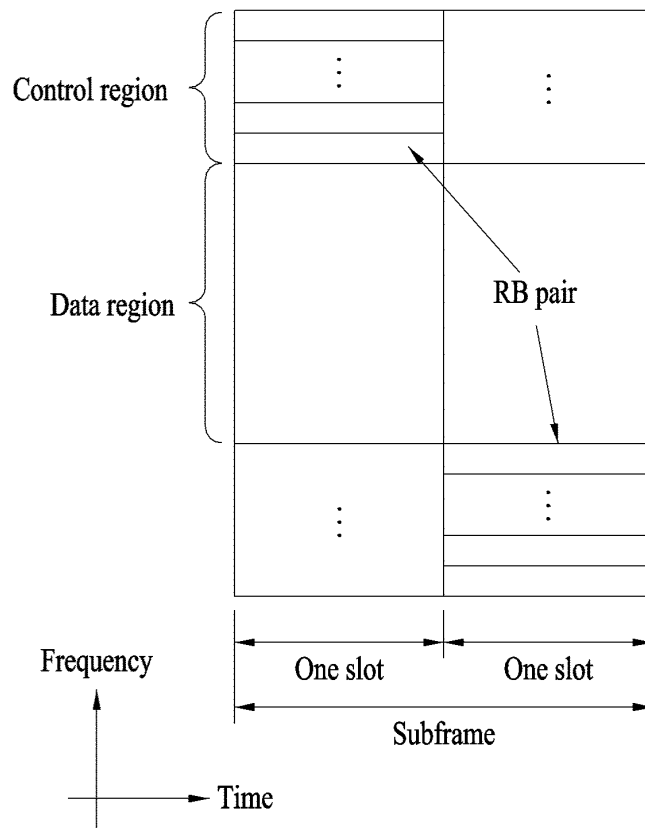 Control region
Data region
RB pair
One slot
One slot
Subframe
Frequency
Time